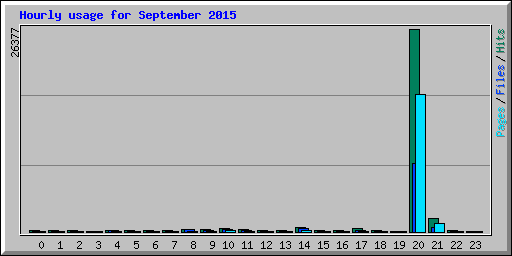 Hourly usage for September 2015
26377
Pages/Files/Hits
0 1 2 3 4 5 6 7 8 9 10 11 12 13 14 15 16 17 18 19 20 21 22 23